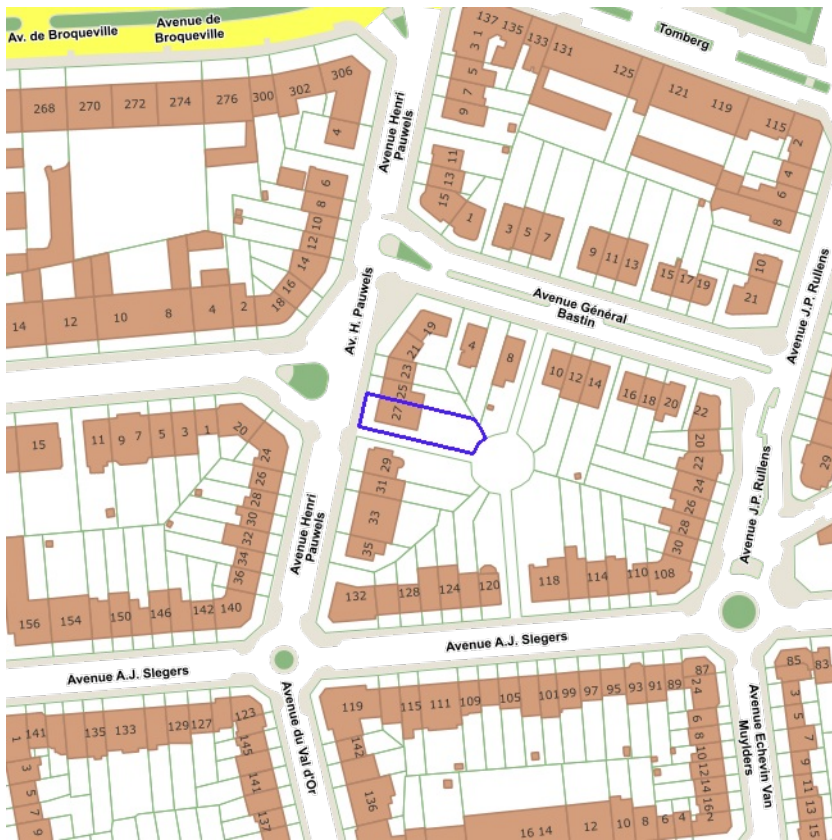 Av. de Broqueville
Avenue de
Broqueville
Tomberg
137 135 133 131 125 121 119 115
1
3
5
7
9
2
4
6
8
306
302
300
268 270 272 274 276
4
Avenue Henri
Pauwels
11
13
15
1
6
8
10
12
14
16
18
3 5 7
9 11 13
15 17 19
10
21
Avenue J.P. Rullens
14 12 10 8 4 2
Av. H. Pauwels
Avenue Général
Bastin
19
21
23
25
27
4
8
10 12 14
16 18 20
22
20
22
24
26
28
30
15
11 9 7 5 3 1
20
24
26
28
30
32
34
36
29
31
33
35
29
Avenue Henri
Pauwels
Avenue J.P. Rullens
156 154 150 146 142 140
132 128 124 120
118 114 110 108
Avenue A.J. Slegers
Avenue A.J. Slegers
Avenue du Val d'Or
Avenue Echevin Van
Muylders
119 115 111 109 105 101 99 97 95 93 91 89 87
85 83
2
4
6
8
10
12
14
16
2
3
5
7
9
11
13
15
1
141 135 133 129 127 123
3
5
7
9
145
141
137
142
136
16 14 12 10 8 6 4